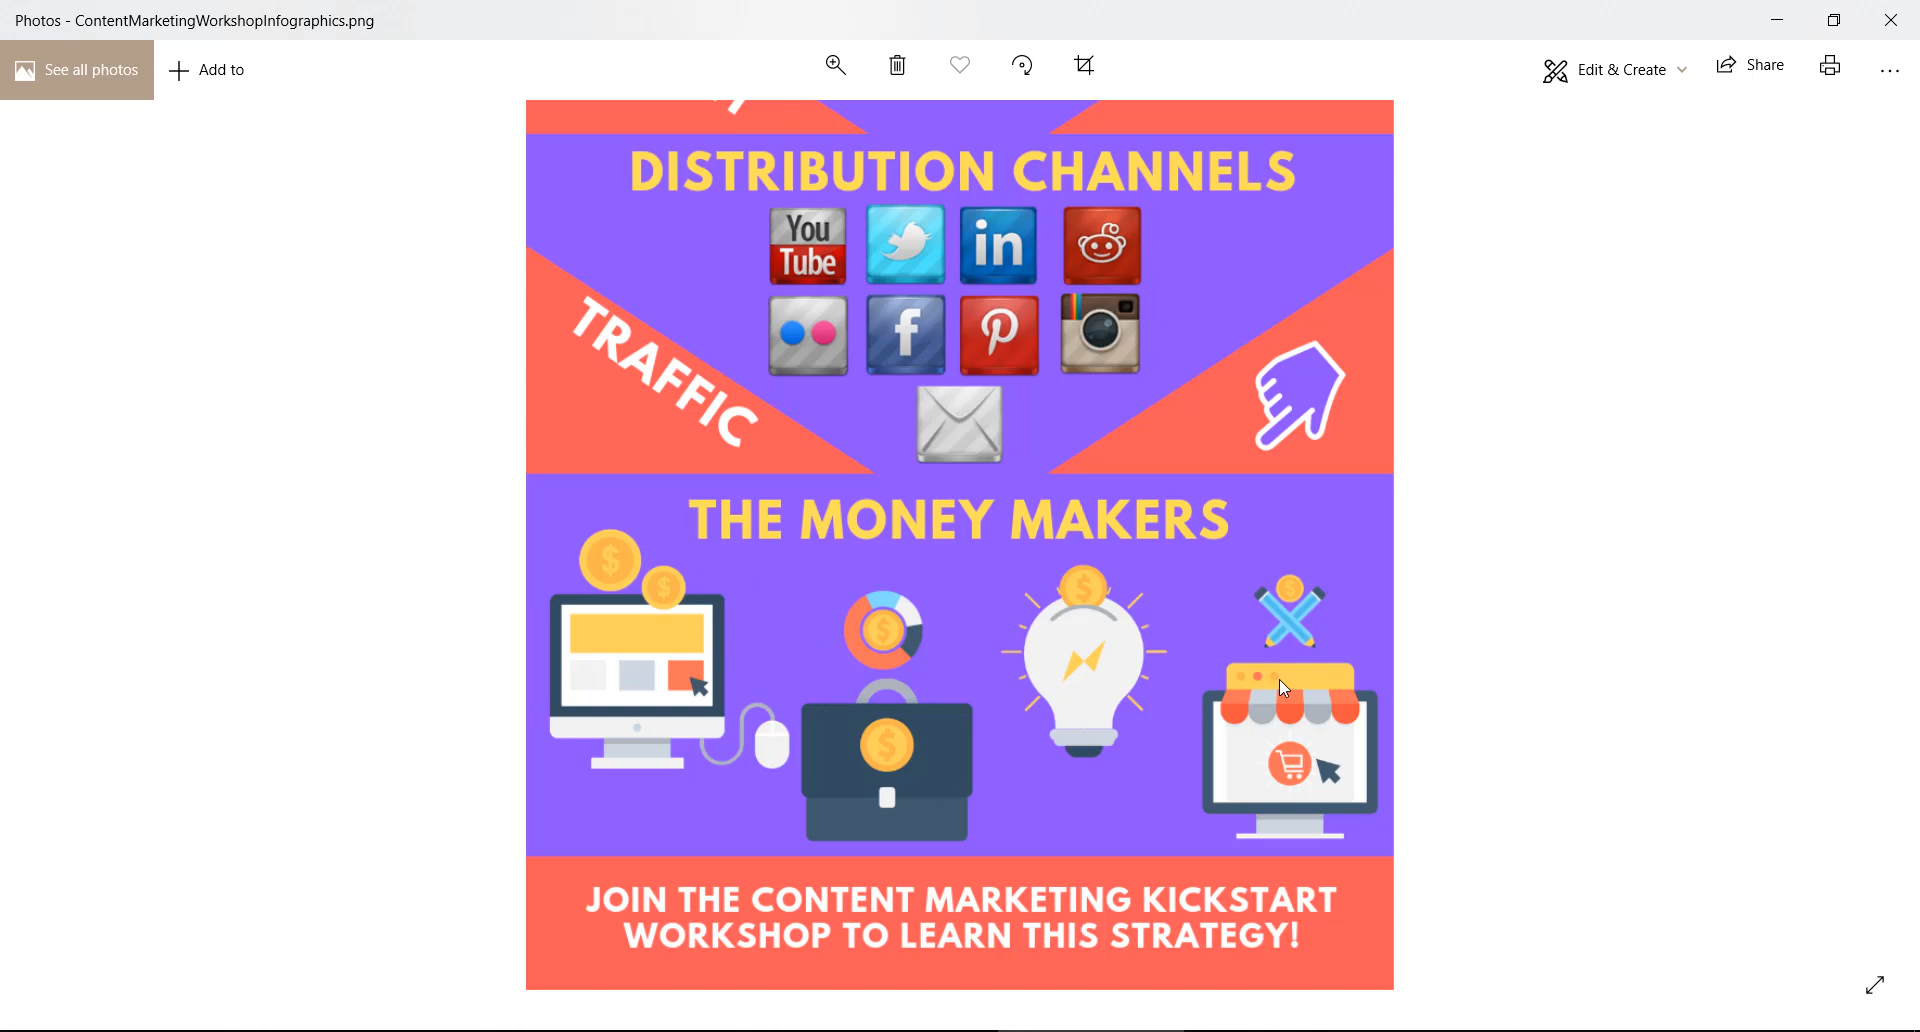 Photos - ContentMarketingWorkshopInfographics.png
See all photos
Add to
Edit & Create
Share
DISTRIBUTION CHANNELS
You
Tube
in
f
TRAFFIC
THE MONEY MAKERS
$
$
$
$
$
$
JOIN THE CONTENT MARKETING KICKSTART
WORKSHOP TO LEARN THIS STRATEGY!